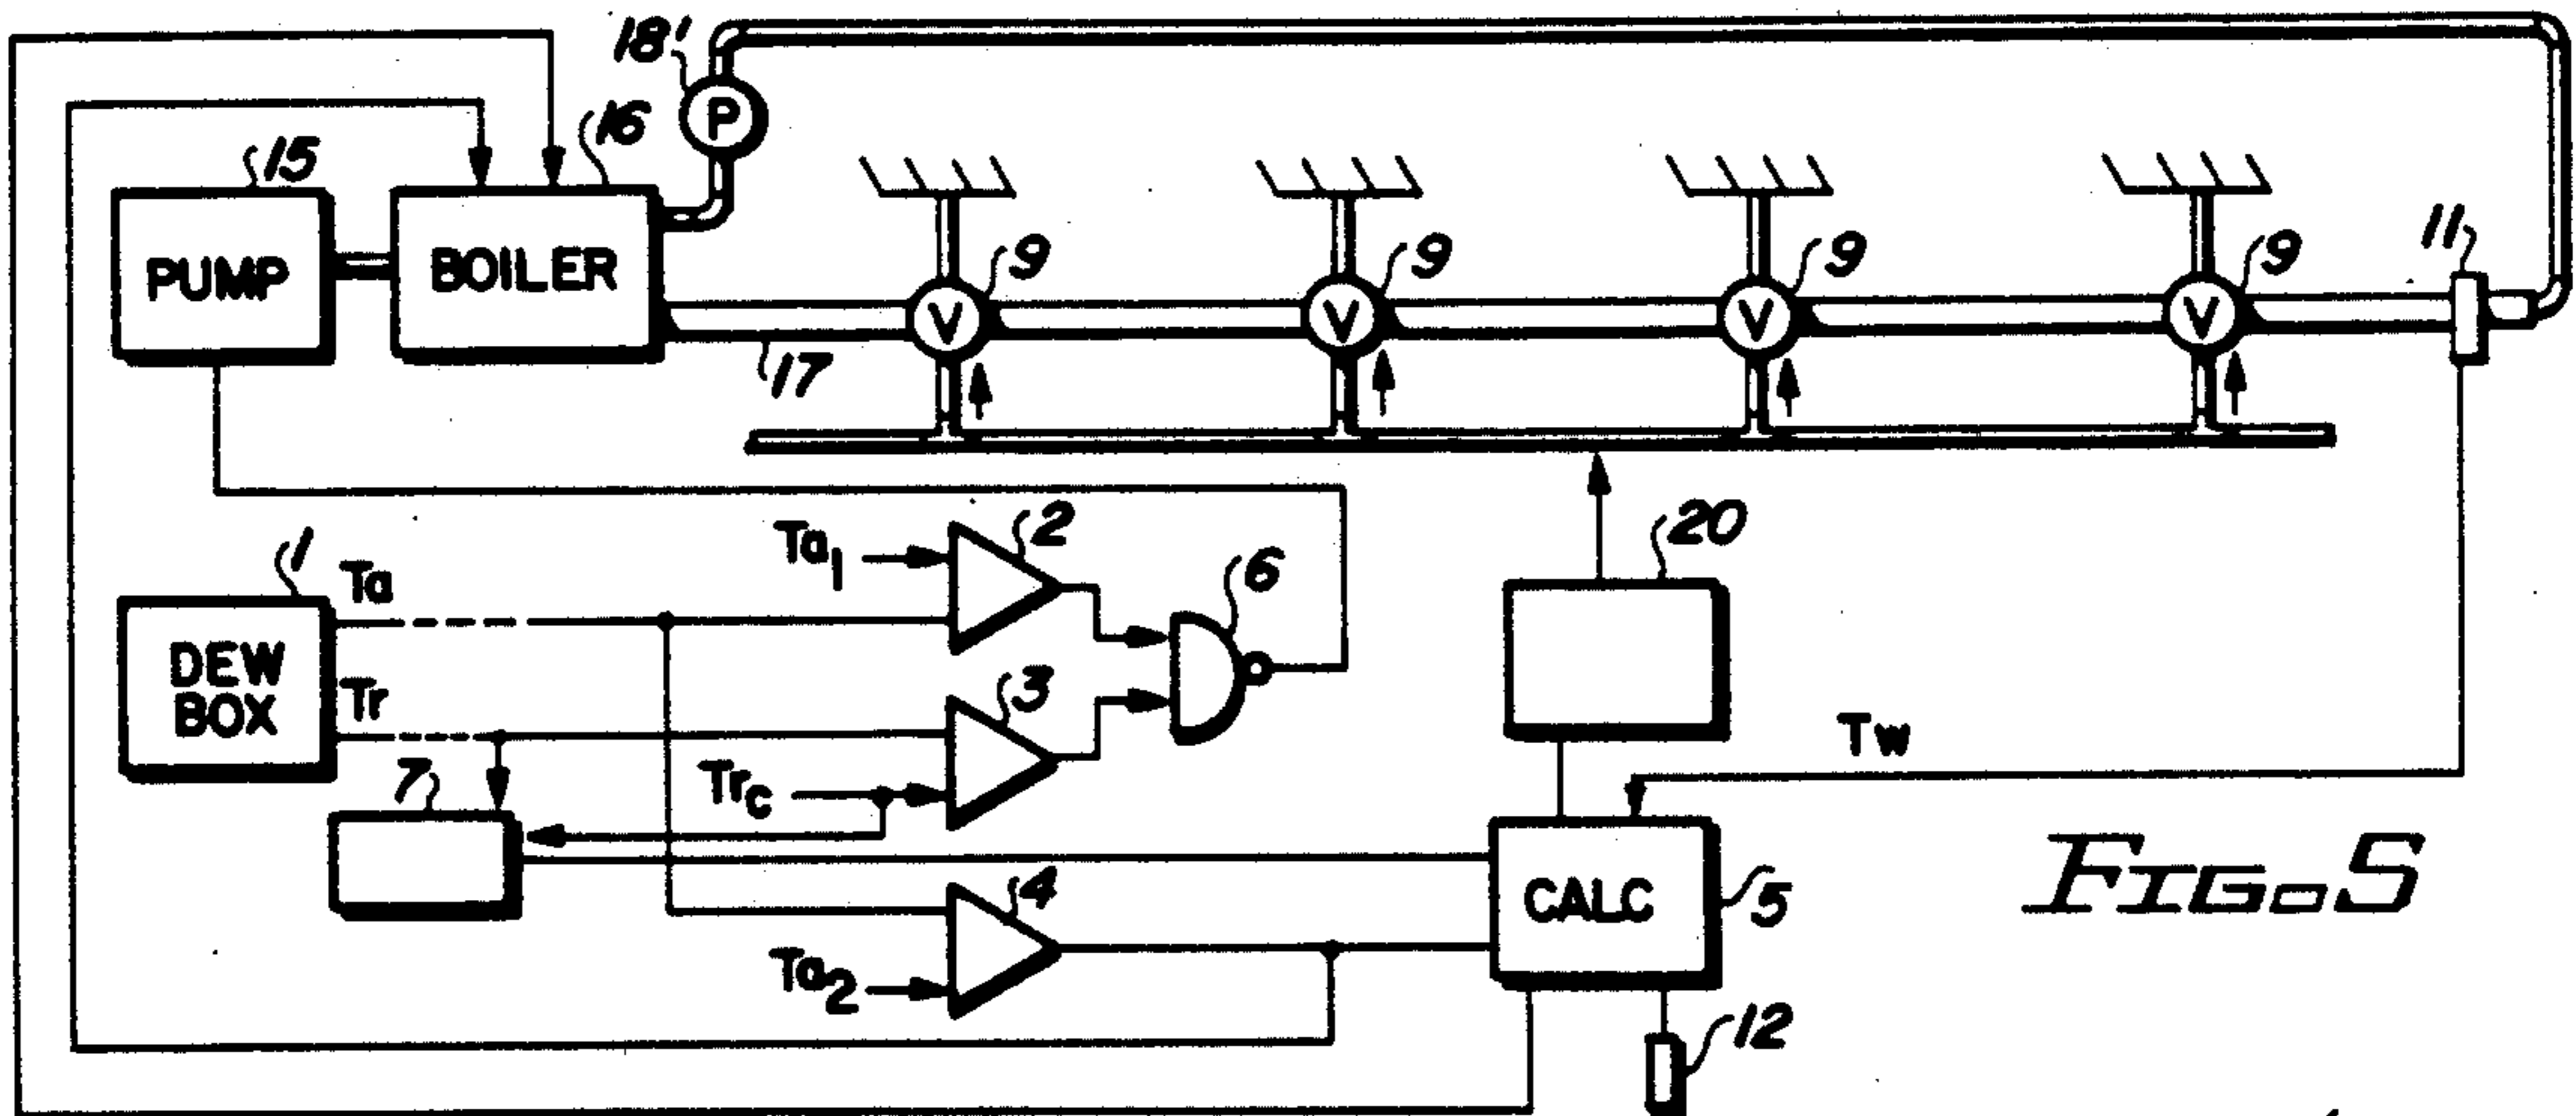 18'
P
15
16
PUMP
BOILER
9
9
9
9
11
V
V
V
V
17
1
Ta
Ta1
2
6
20
DEW
BOX
Tr
3
Tw
7
Trc
4
CALC
5
FIG. 5
Ta2
12